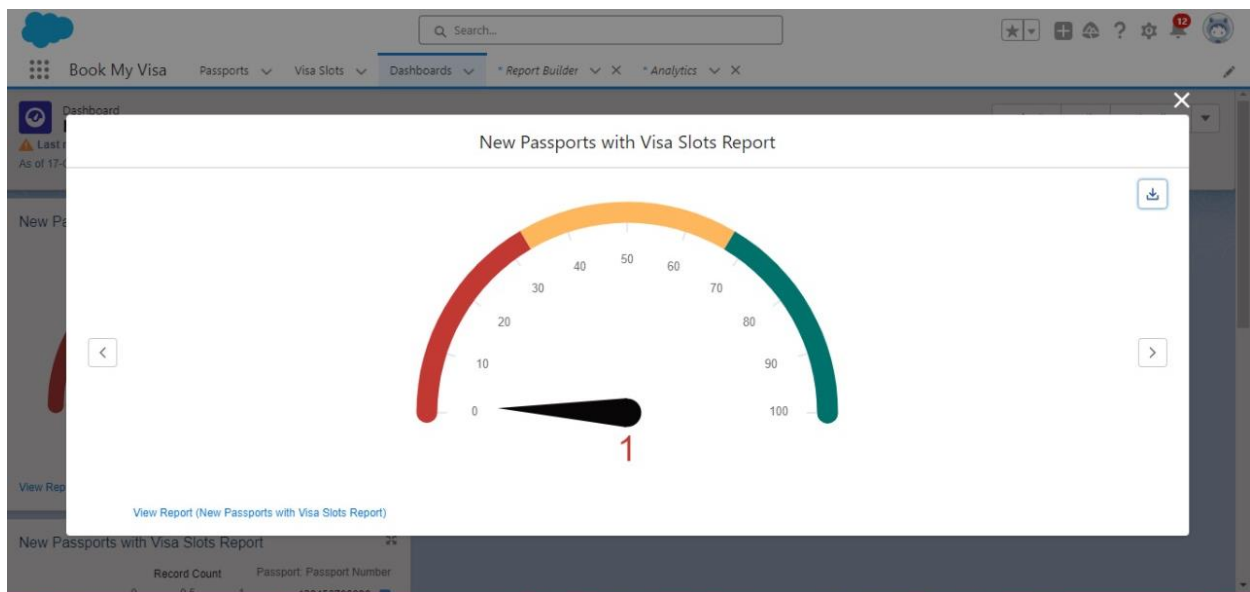 Search...
12
Book My Visa Passports Visa Slots Dashboards * Report Builder * Analytics
Dashboard
Last
As of 17-
New Passports with Visa Slots Report
New Pa
50
40 60
30 70
20 80
10 90
0 100
1
View Rep
View Report (New Passports with Visa Slots Report)
New Passports with Visa Slots Report
Record Count Passport: Passport Number